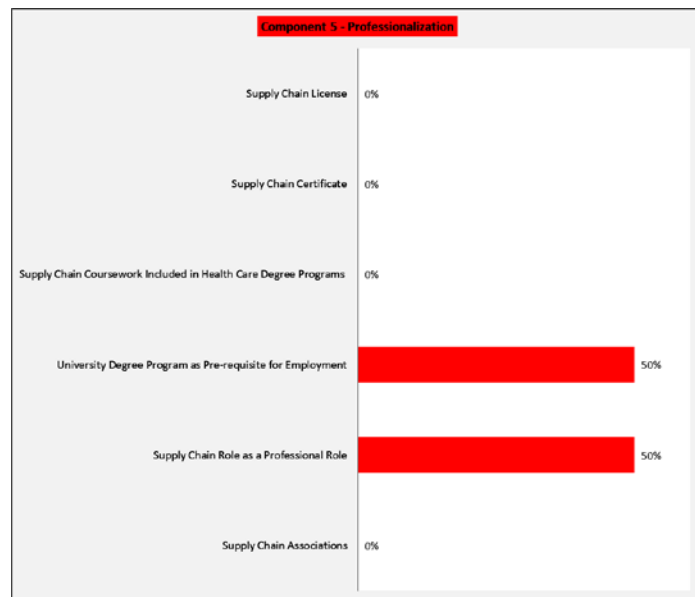 Component 5 - Professionalization
Supply Chain License 0%
Supply Chain Certificate 0%
Supply Chain Coursework Included in Health Care Degree Programs 0%
University Degree Program as Pre-requisite for Employment 50%
Supply Chain Role as a Professional Role 50%
Supply Chain Associations 0%